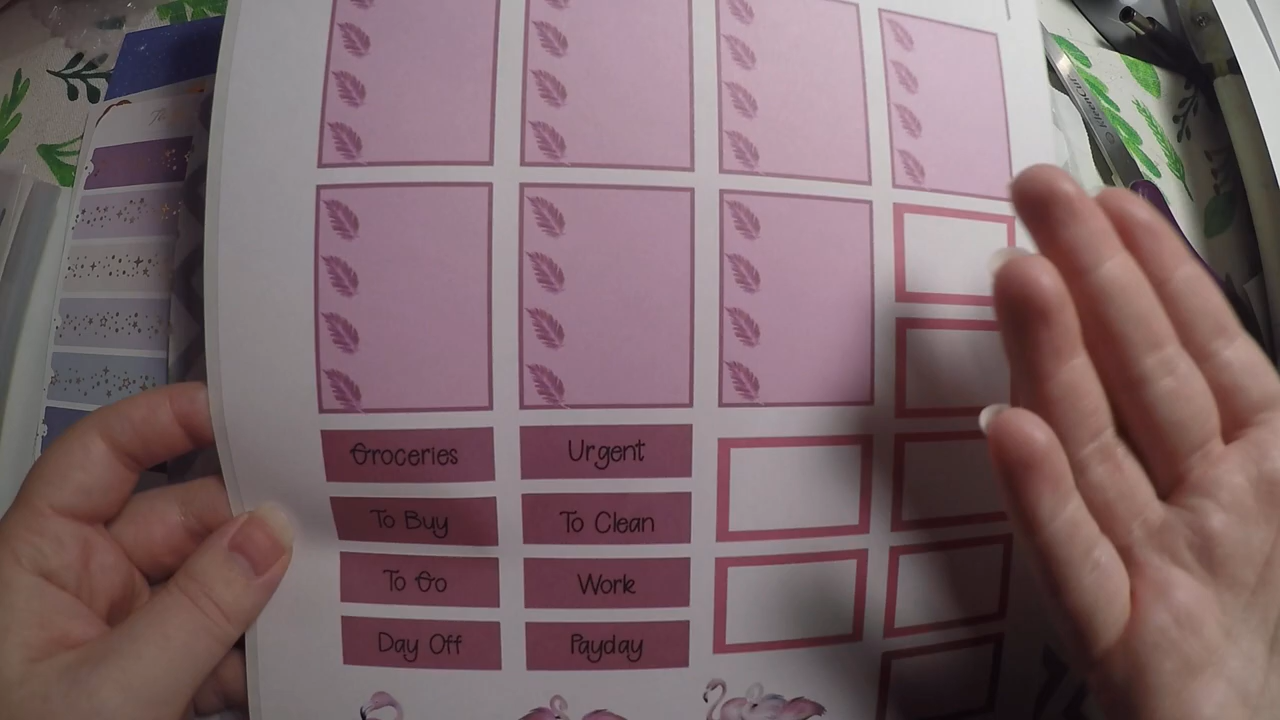 Groceries
Urgent
To Buy
To Clean
To Go
Work
Day Off
Payday